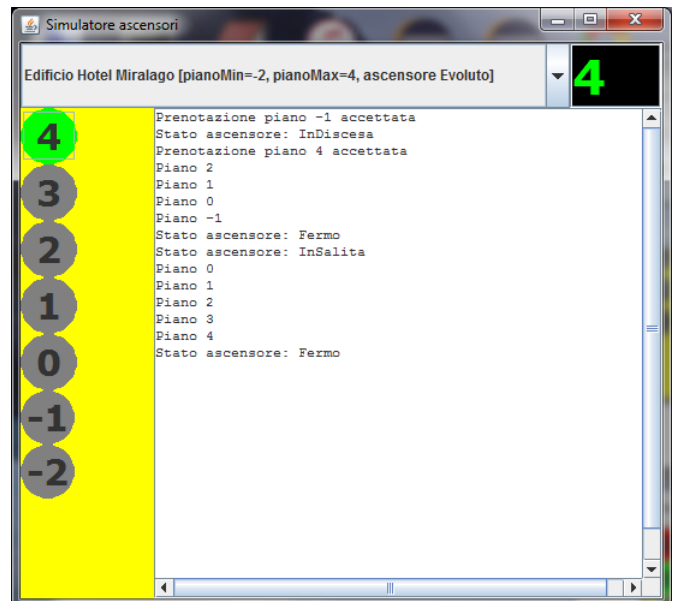 Simulatore ascensori
Edificio Hotel Miralago [pianoMin=-2, pianoMax=4, ascensore Evoluto]
4
4
3
2
1
0
-1
-2
Prenotazione piano -1 accettata
Stato ascensore: InDiscesa
Prenotazione piano 4 accettata
Piano 2
Piano 1
Piano 0
Piano -1
Stato ascensore: Fermo
Stato ascensore: InSalita
Piano 0
Piano 1
Piano 2
Piano 3
Piano 4
Stato ascensore: Fermo